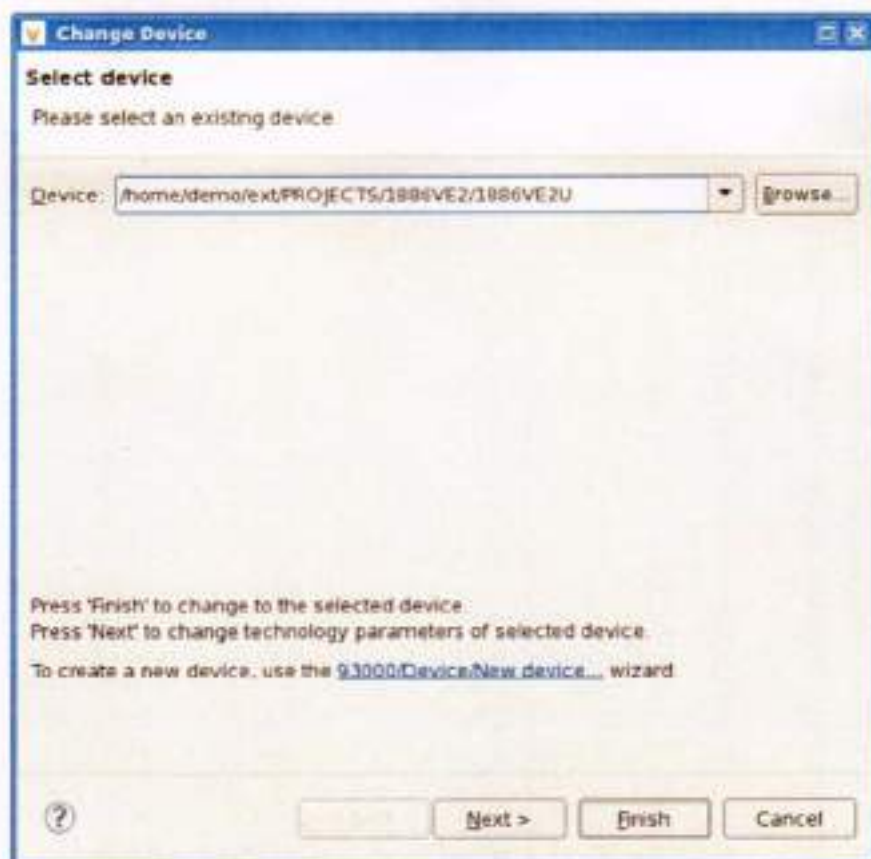 Change Device
Select device
Please select an existing device
Device: /home/demo/ext/PROJECTS/1886VE2/1886VE2U Browse...
Press 'Finish' to change to the selected device.
Press 'Next' to change technology parameters of selected device.
To create a new device, use the 93000/Device/New device... wizard
? Next > Finish Cancel